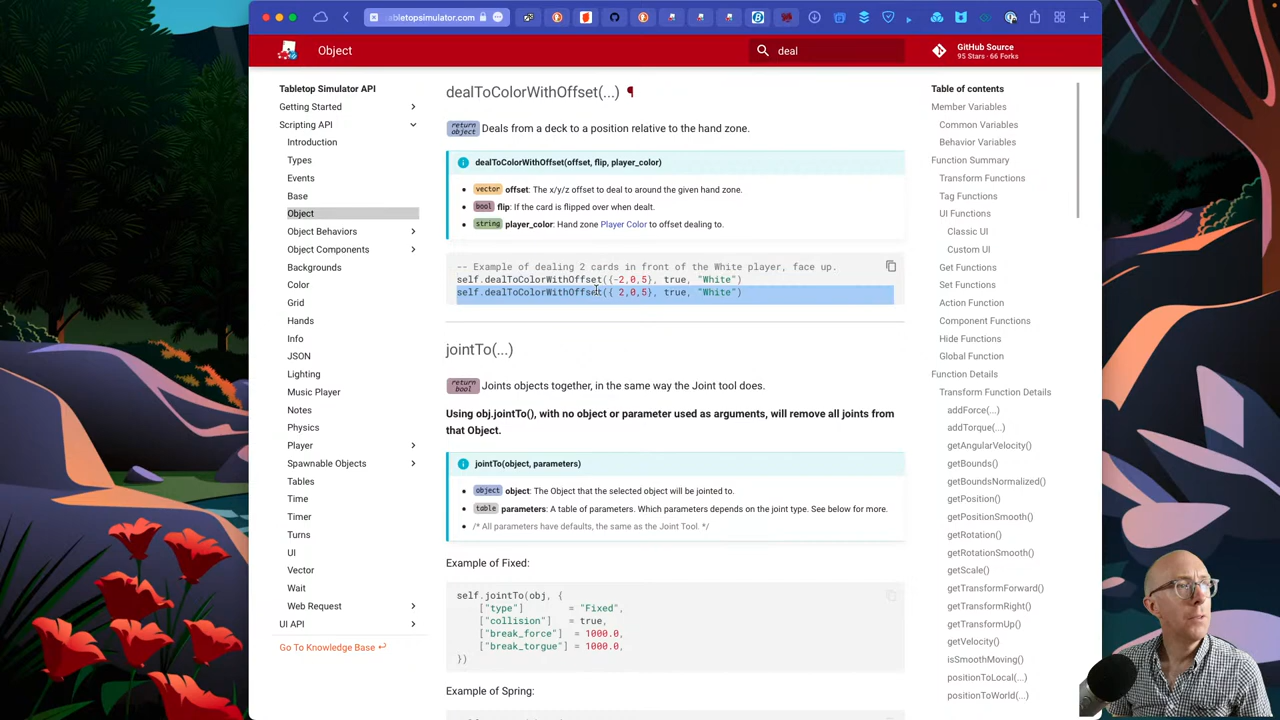 abletopsimulator.com
Object
deal
GitHub Source
95 Stars · 66 Forks
Tabletop Simulator API
Getting Started
Scripting API
Introduction
Types
Events
Base
Object
Object Behaviors
Object Components
Backgrounds
Color
Grid
Hands
Info
JSON
Lighting
Music Player
Notes
Physics
Player
Spawnable Objects
Tables
Time
Timer
Turns
UI
Vector
Wait
Web Request
UI API
Go To Knowledge Base
dealToColorWithOffset(...) ¶
return object Deals from a deck to a position relative to the hand zone.
dealToColorWithOffset(offset, flip, player_color)
vector offset: The x/y/z offset to deal to around the given hand zone.
bool flip: If the card is flipped over when dealt.
string player_color: Hand zone Player Color to offset dealing to.
-- Example of dealing 2 cards in front of the White player, face up.
self.dealToColorWithOffset({-2,0,5}, true, "White")
self.dealToColorWithOffset({ 2,0,5}, true, "White")
jointTo(...)
return bool Joints objects together, in the same way the Joint tool does.
Using obj.jointTo(), with no object or parameter used as arguments, will remove all joints from
that Object.
jointTo(object, parameters)
object object: The Object that the selected object will be jointed to.
table parameters: A table of parameters. Which parameters depends on the joint type. See below for more.
/* All parameters have defaults, the same as the Joint Tool. */
Example of Fixed:
self.jointTo(obj, {
["type"] = "Fixed",
["collision"] = true,
["break_force"] = 1000.0,
["break_torgue"] = 1000.0,
})
Example of Spring:
Table of contents
Member Variables
Common Variables
Behavior Variables
Function Summary
Transform Functions
Tag Functions
UI Functions
Classic UI
Custom UI
Get Functions
Set Functions
Action Function
Component Functions
Hide Functions
Global Function
Function Details
Transform Function Details
addForce(...)
addTorque(...)
getAngularVelocity()
getBounds()
getBoundsNormalized()
getPosition()
getPositionSmooth()
getRotation()
getRotationSmooth()
getScale()
getTransformForward()
getTransformRight()
getTransformUp()
getVelocity()
isSmoothMoving()
positionToLocal(...)
positionToWorld(...)